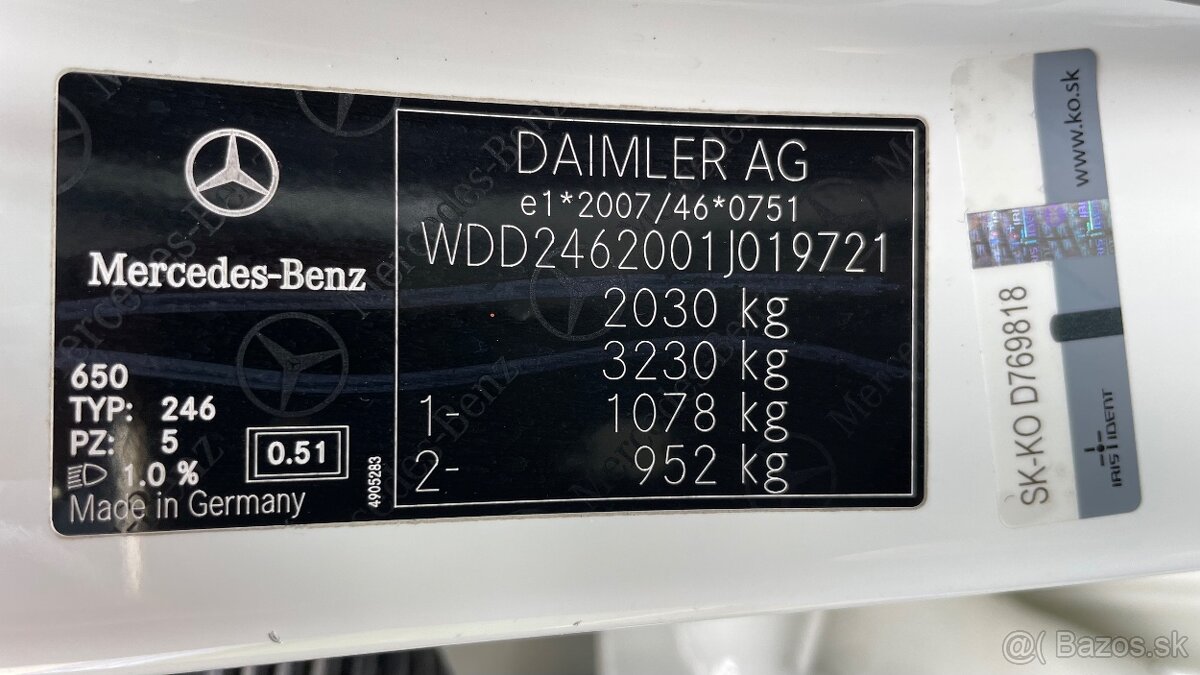 Mercedes-Benz
650
TYP: 246
PZ: 5
1.0 %
Made in Germany
0.51
4905283
DAIMLER AG
e1*2007/46*0751
WDD2462001J019721
2030 kg
3230 kg
1- 1078 kg
2- 952 kg
www.ko.sk
SK-KO D769818
IRIS IDENT
Bazos.sk